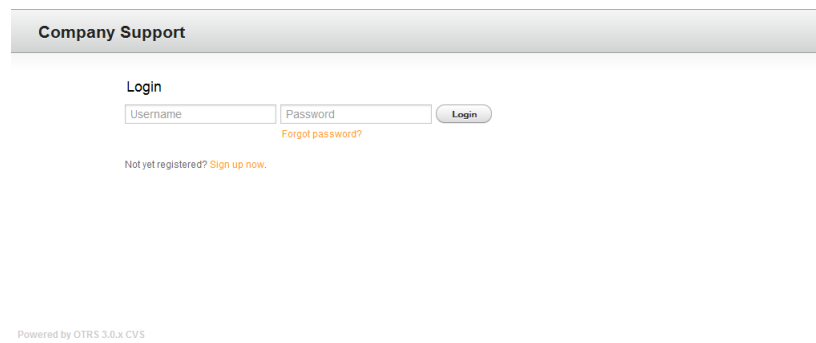 Company Support
Login
Username Password Login
Forgot password?
Not yet registered? Sign up now.
Powered by OTRS 3.0.x CVS